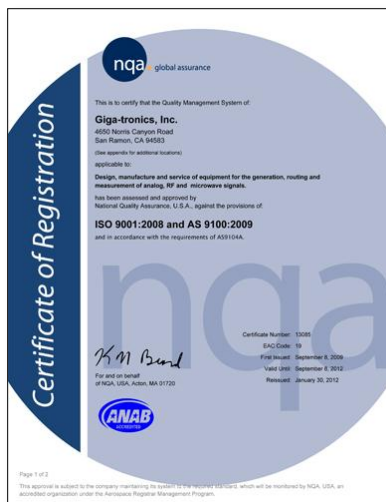 nqa. global assurance
Certificate of Registration
This is to certify that the Quality Management System of:
Giga-tronics, Inc.
4650 Norris Canyon Road
San Ramon, CA 94583
(See appendix for additional locations)
applicable to:
Design, manufacture and service of equipment for the generation, routing and
measurement of analog, RF and microwave signals.
has been assessed and approved by
National Quality Assurance, U.S.A., against the provisions of:
ISO 9001:2008 and AS 9100:2009
and in accordance with the requirements of AS9104A.
nqa
Certificate Number: 13085
EAC Code: 19
First Issued: September 8, 2009
Valid Until: September 8, 2012
Reissued: January 30, 2012
For and on behalf
of NQA, USA, Acton, MA 01720
ANAB
ACCREDITED
Page 1 of 2
This approval is subject to the company maintaining its system to the required standard, which will be monitored by NQA, USA, an
accredited organization under the Aerospace Registrar Management Program.